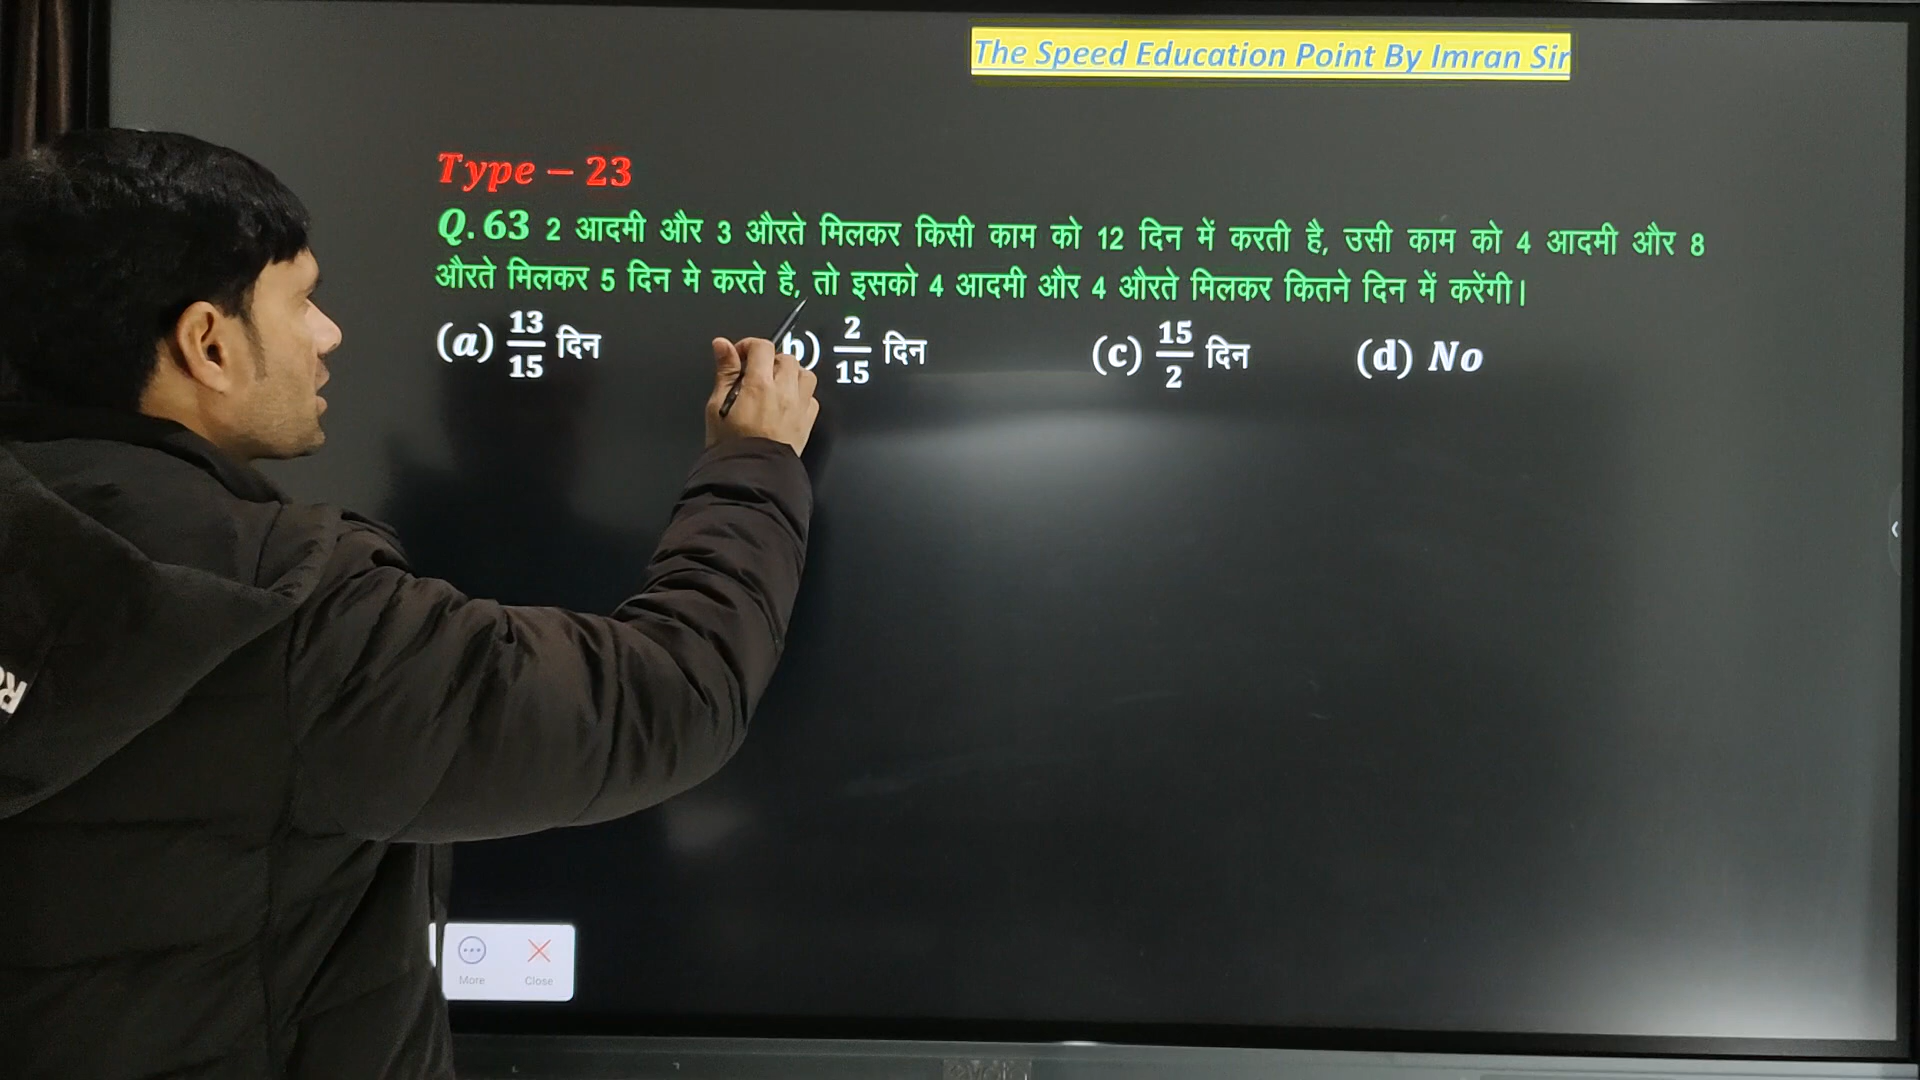 The Speed Education Point By Imran Sir
Type – 23
Q.63 2 आदमी और 3 औरते मिलकर किसी काम को 12 दिन में करती है, उसी काम को 4 आदमी और 8
औरते मिलकर 5 दिन मे करते है, तो इसको 4 आदमी और 4 औरते मिलकर कितने दिन में करेंगी।
(a) 13/15 दिन b) 2/15 दिन (c) 15/2 दिन (d) No
More Close